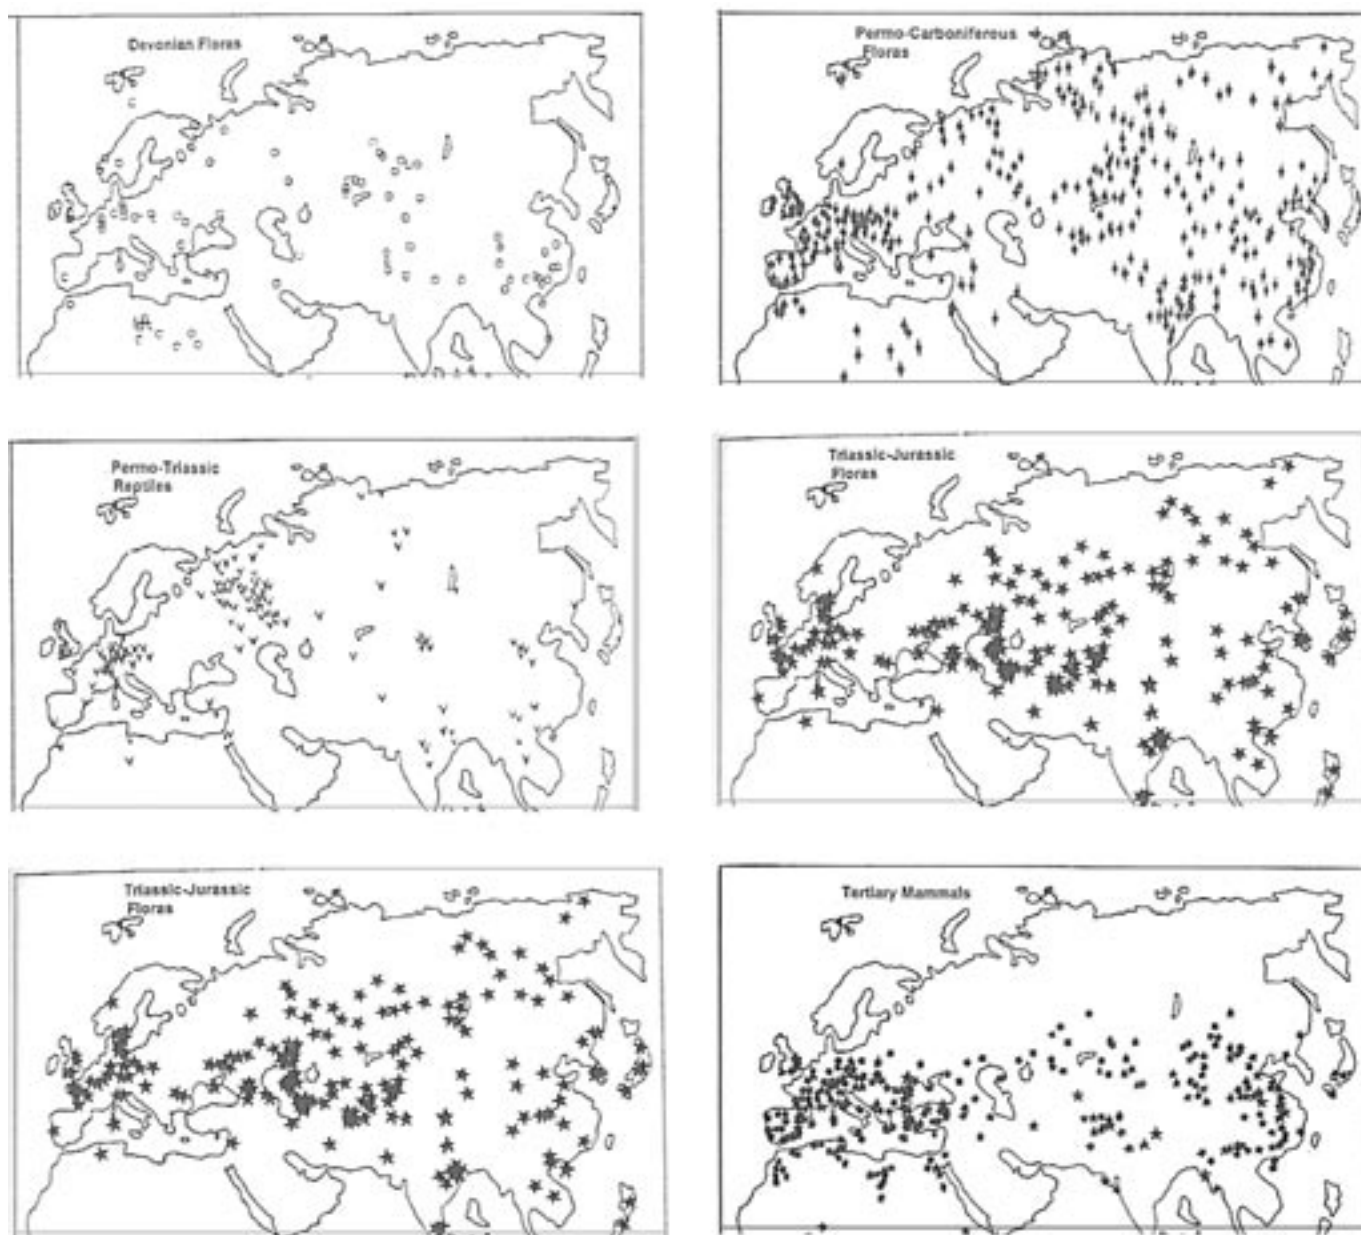 Devonian Floras
Permo-Carboniferous
Floras
Permo-Triassic
Reptiles
Triassic-Jurassic
Floras
Triassic-Jurassic
Floras
Tertiary Mammals